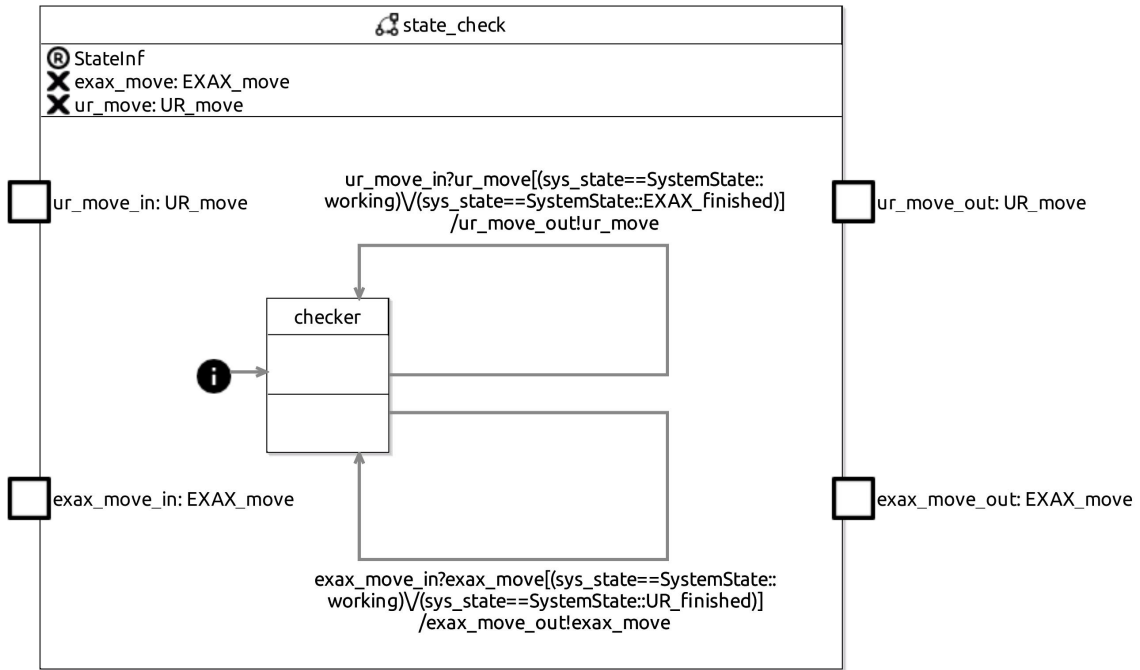 state_check
R StateInf
exax_move: EXAX_move
ur_move: UR_move
ur_move_in?ur_move[(sys_state==SystemState::
working)\/(sys_state==SystemState::EXAX_finished)]
/ur_move_out!ur_move
ur_move_in: UR_move
ur_move_out: UR_move
checker
i
exax_move_in: EXAX_move
exax_move_out: EXAX_move
exax_move_in?exax_move[(sys_state==SystemState::
working)\/(sys_state==SystemState::UR_finished)]
/exax_move_out!exax_move